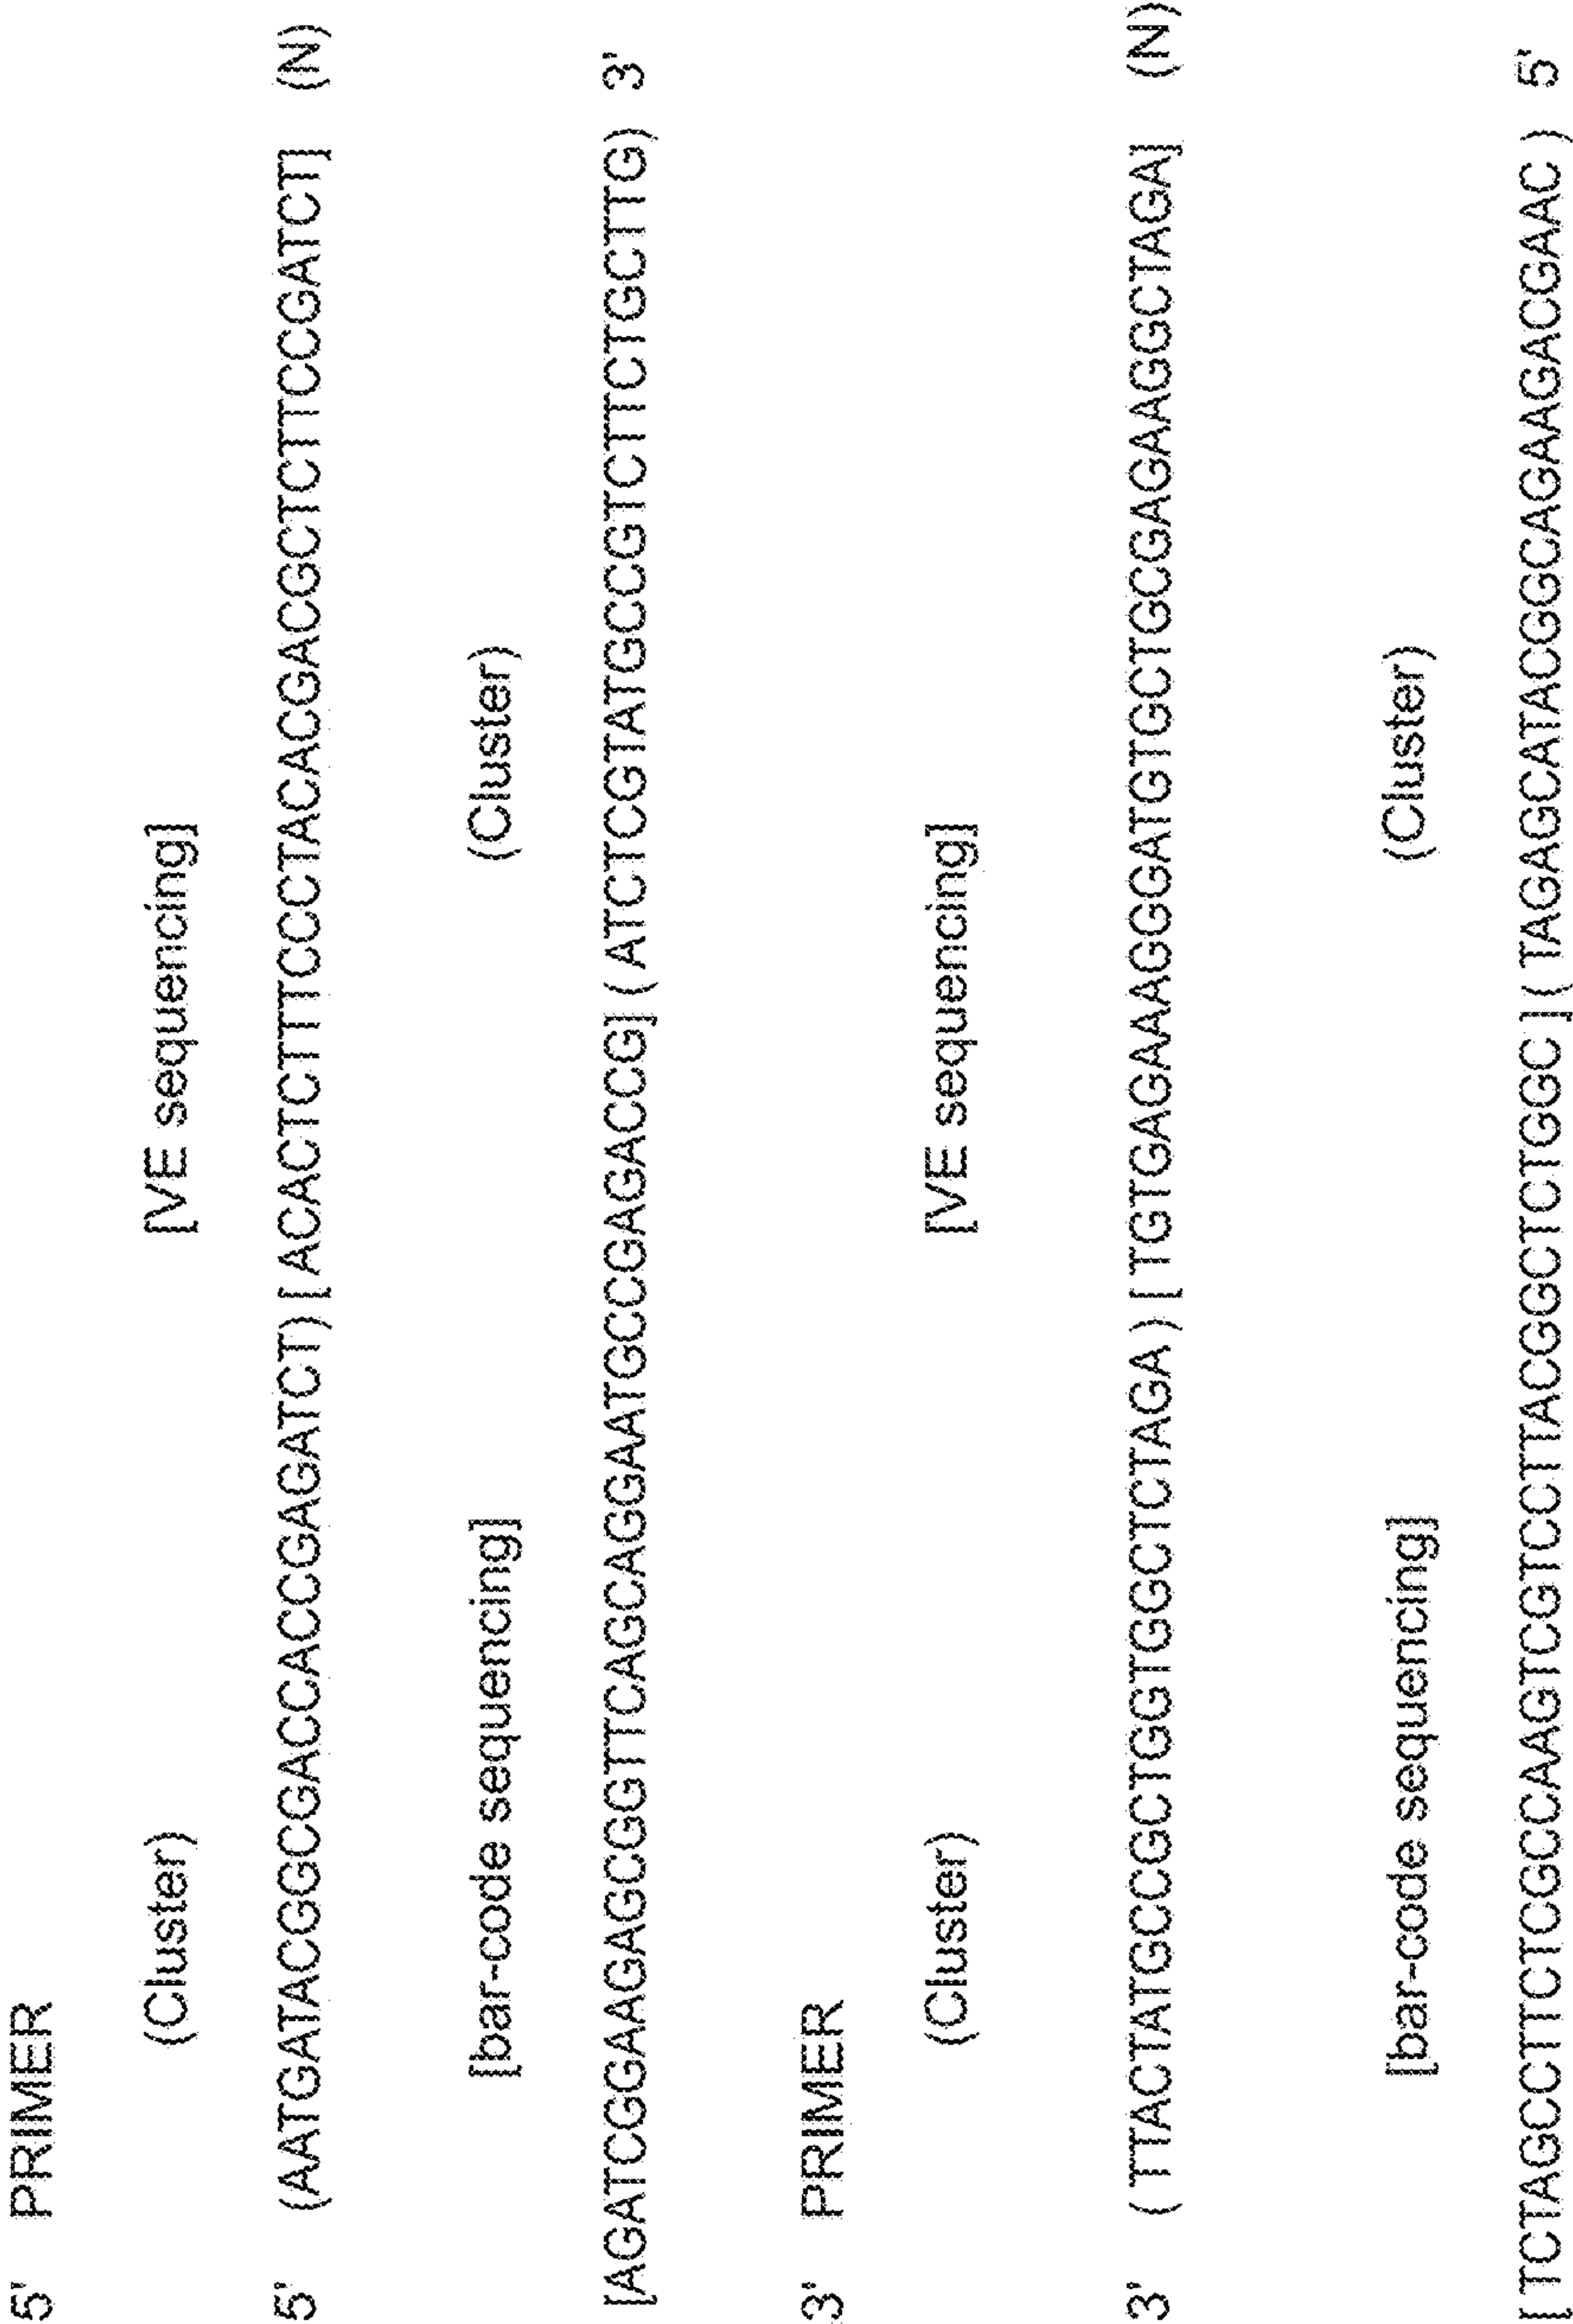 5' PRIMER
(Cluster) [VE sequencing]
5' (AATGATACGGCGACCACCGAGATCT) [ ACACTCTTTCCCTACACGACGCTCTTCCGATCT] (N)
[bar-code sequencing] (Cluster)
[AGATCGGAAGAGCGGTTCAGCAGGAATGCCGAGACCG] ( ATCTCGTATGCCGTCTTCTGCTTG) 3'
3' PRIMER
(Cluster) [VE sequencing]
3' ( TTACTATGCCGCTGGTGGCTCTAGA ) [ TGTGAGAAAGGGATGTGCTGCGAGAAGGCTAGA] (N)
[bar-code sequencing] (Cluster)
[ TCTAGCCTTCTCGCCAAGTCGTCCTTACGGCTCTGGC ] ( TAGAGCATACGGCAGAAGACGAAC ) 5'